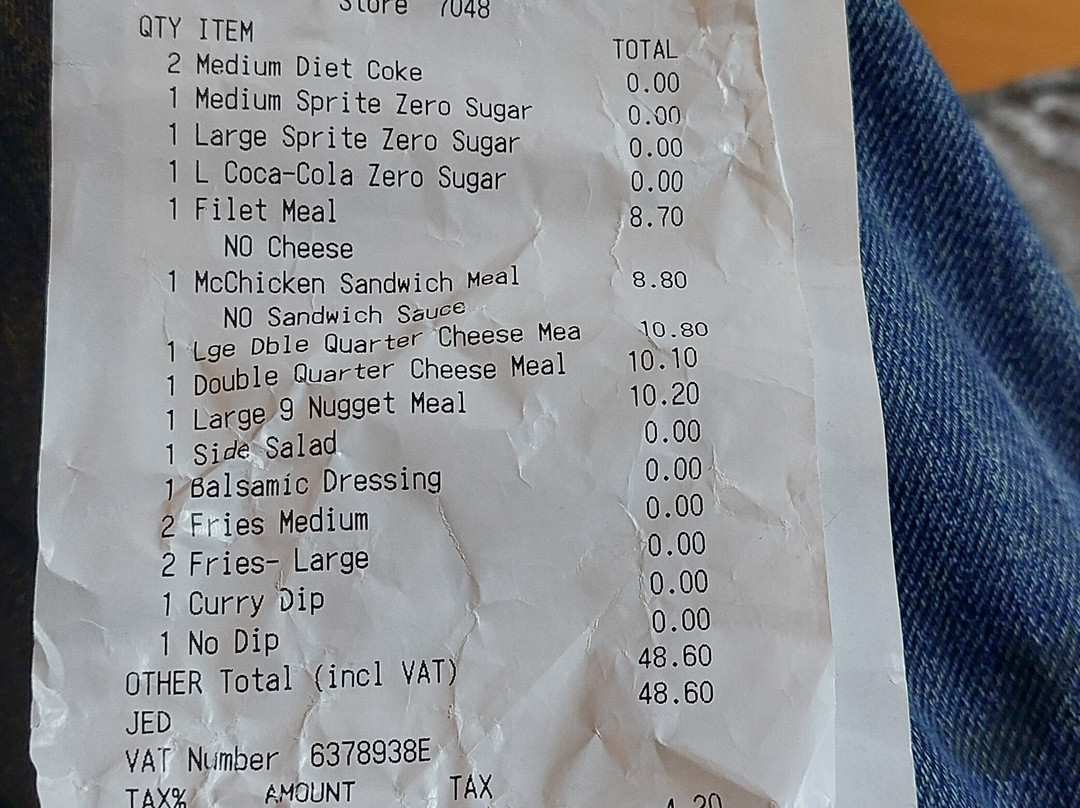 Store 7048
QTY ITEM TOTAL
2 Medium Diet Coke 0.00
1 Medium Sprite Zero Sugar 0.00
1 Large Sprite Zero Sugar 0.00
1 L Coca-Cola Zero Sugar 0.00
1 Filet Meal 8.70
NO Cheese
1 McChicken Sandwich Meal 8.80
NO Sandwich Sauce
1 Lge Dble Quarter Cheese Mea 10.80
1 Double Quarter Cheese Meal 10.10
1 Large 9 Nugget Meal 10.20
1 Side Salad 0.00
1 Balsamic Dressing 0.00
2 Fries Medium 0.00
2 Fries- Large 0.00
1 Curry Dip 0.00
1 No Dip 0.00
OTHER Total (incl VAT) 48.60
JED 48.60
VAT Number 6378938E
TAX% AMOUNT TAX
4.20